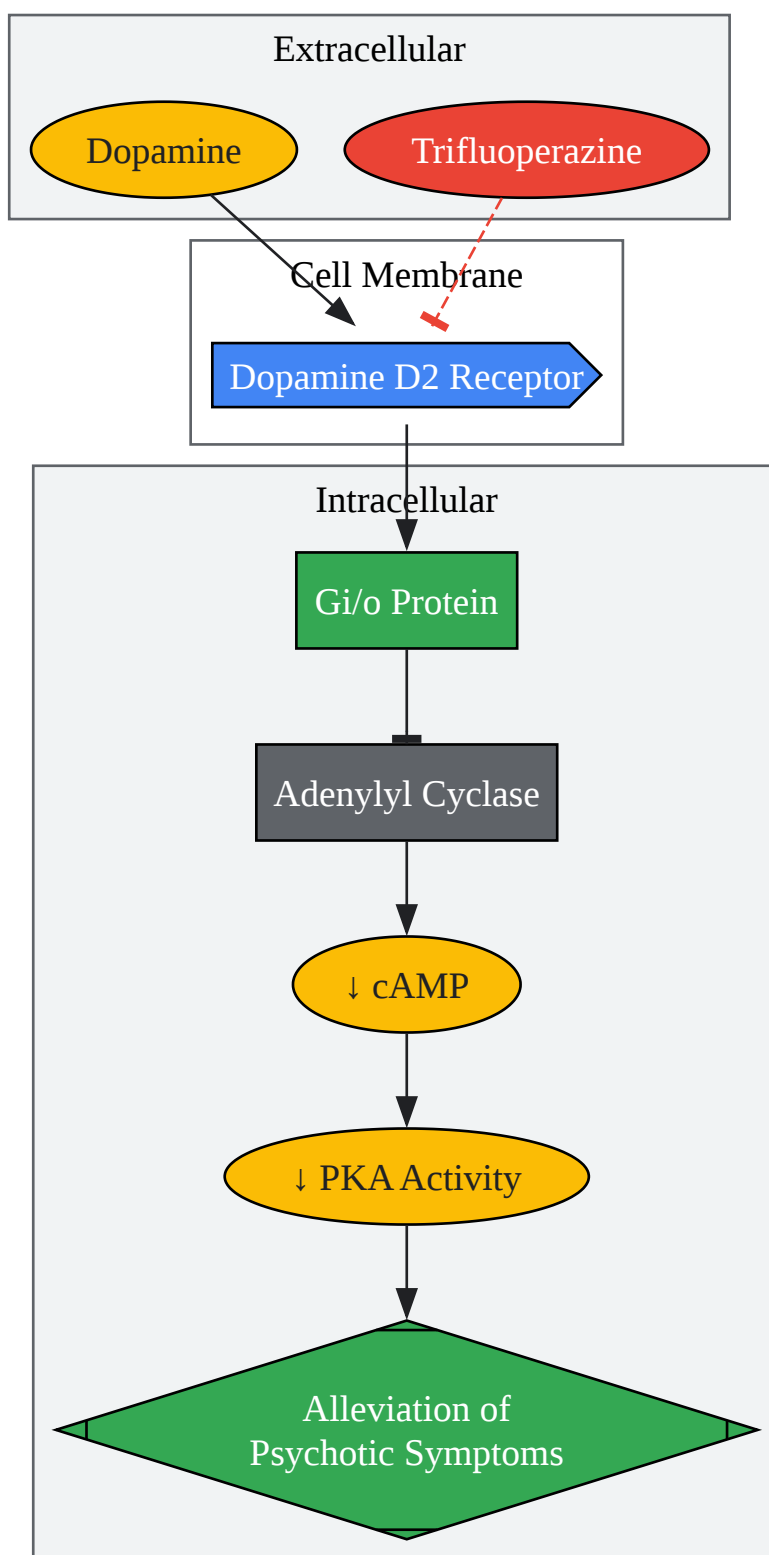 Extracellular
Dopamine
Trifluoperazine
Cell Membrane
Dopamine D2 Receptor
Intracellular
Gi/o Protein
Adenylyl Cyclase
↓ cAMP
↓ PKA Activity
Alleviation of
Psychotic Symptoms